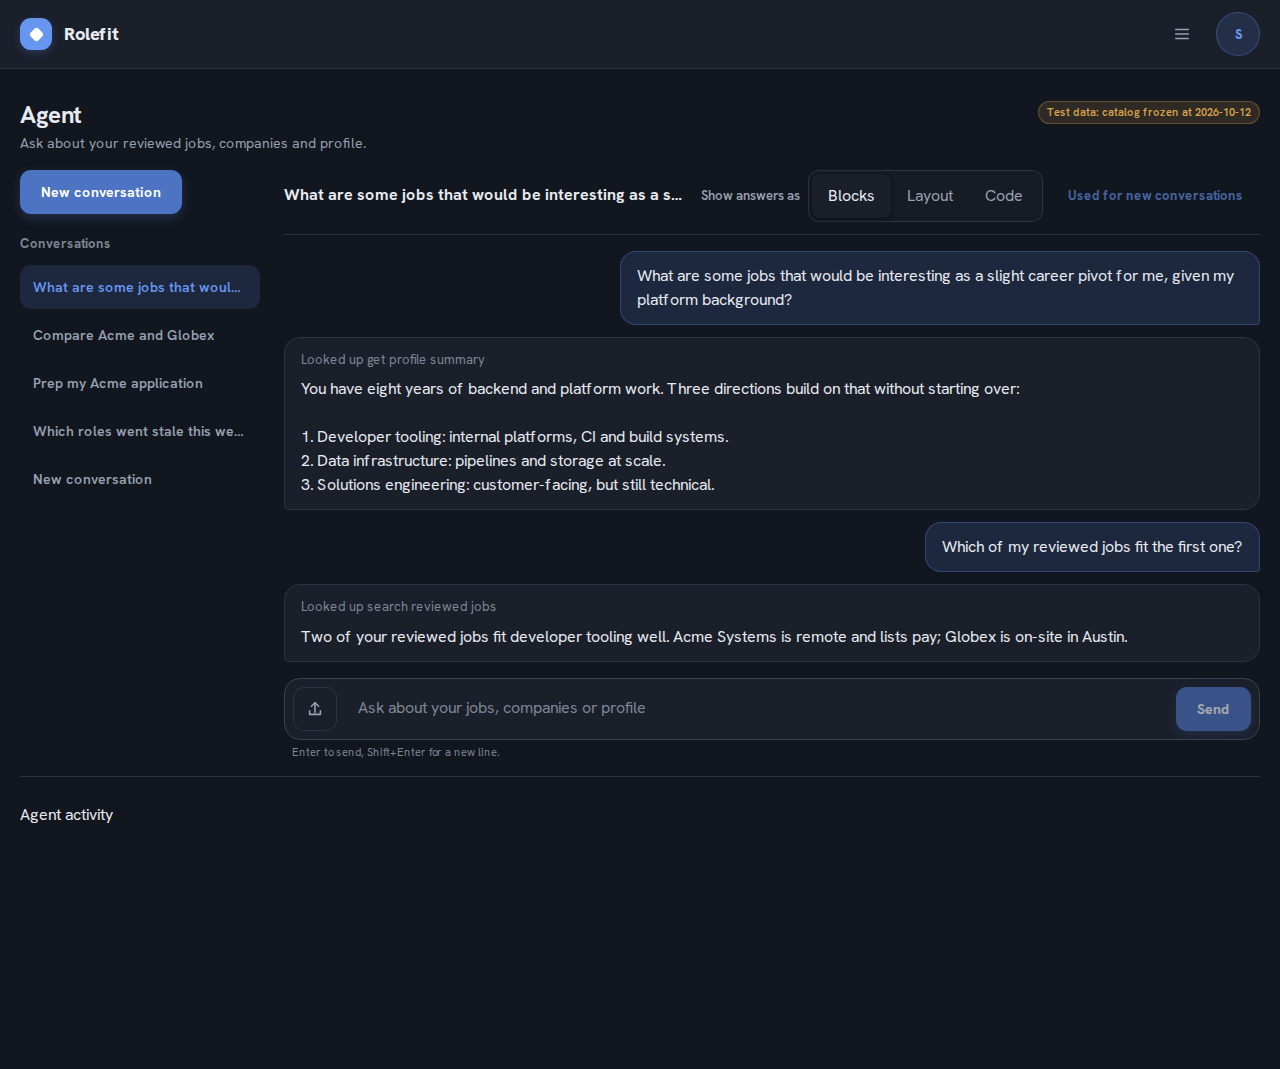 Rolefit
S
Agent
Test data: catalog frozen at 2026-10-12
Ask about your reviewed jobs, companies and profile.
New conversation
What are some jobs that would be interesting as a s...
Show answers as
Blocks
Layout
Code
Used for new conversations
Conversations
What are some jobs that woul...
Compare Acme and Globex
Prep my Acme application
Which roles went stale this we...
New conversation
What are some jobs that would be interesting as a slight career pivot for me, given my
platform background?
Looked up get profile summary
You have eight years of backend and platform work. Three directions build on that without starting over:
1. Developer tooling: internal platforms, CI and build systems.
2. Data infrastructure: pipelines and storage at scale.
3. Solutions engineering: customer-facing, but still technical.
Which of my reviewed jobs fit the first one?
Looked up search reviewed jobs
Two of your reviewed jobs fit developer tooling well. Acme Systems is remote and lists pay; Globex is on-site in Austin.
Ask about your jobs, companies or profile
Send
Enter to send, Shift+Enter for a new line.
Agent activity